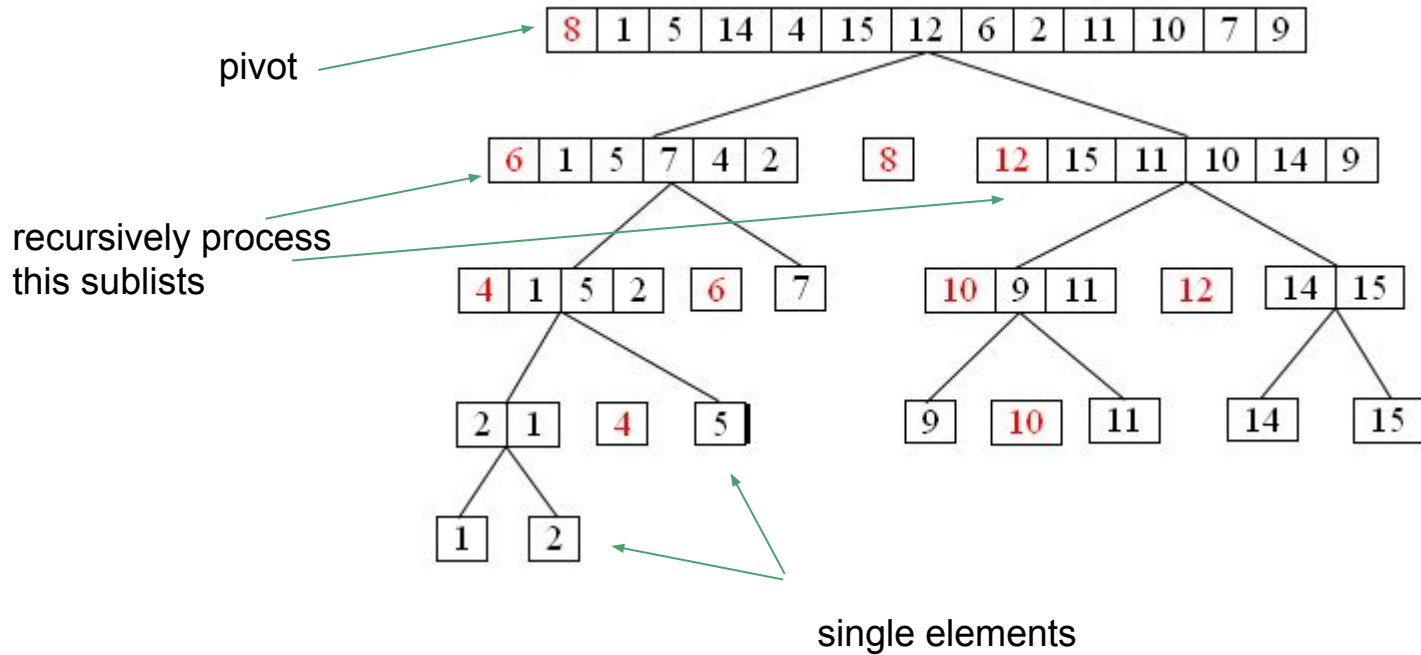 8 1 5 14 4 15 12 6 2 11 10 7 9
pivot
6 1 5 7 4 2 8 12 15 11 10 14 9
recursively process
this sublists
4 1 5 2 6 7 10 9 11 12 14 15
2 1 4 5 9 10 11 14 15
1 2
single elements